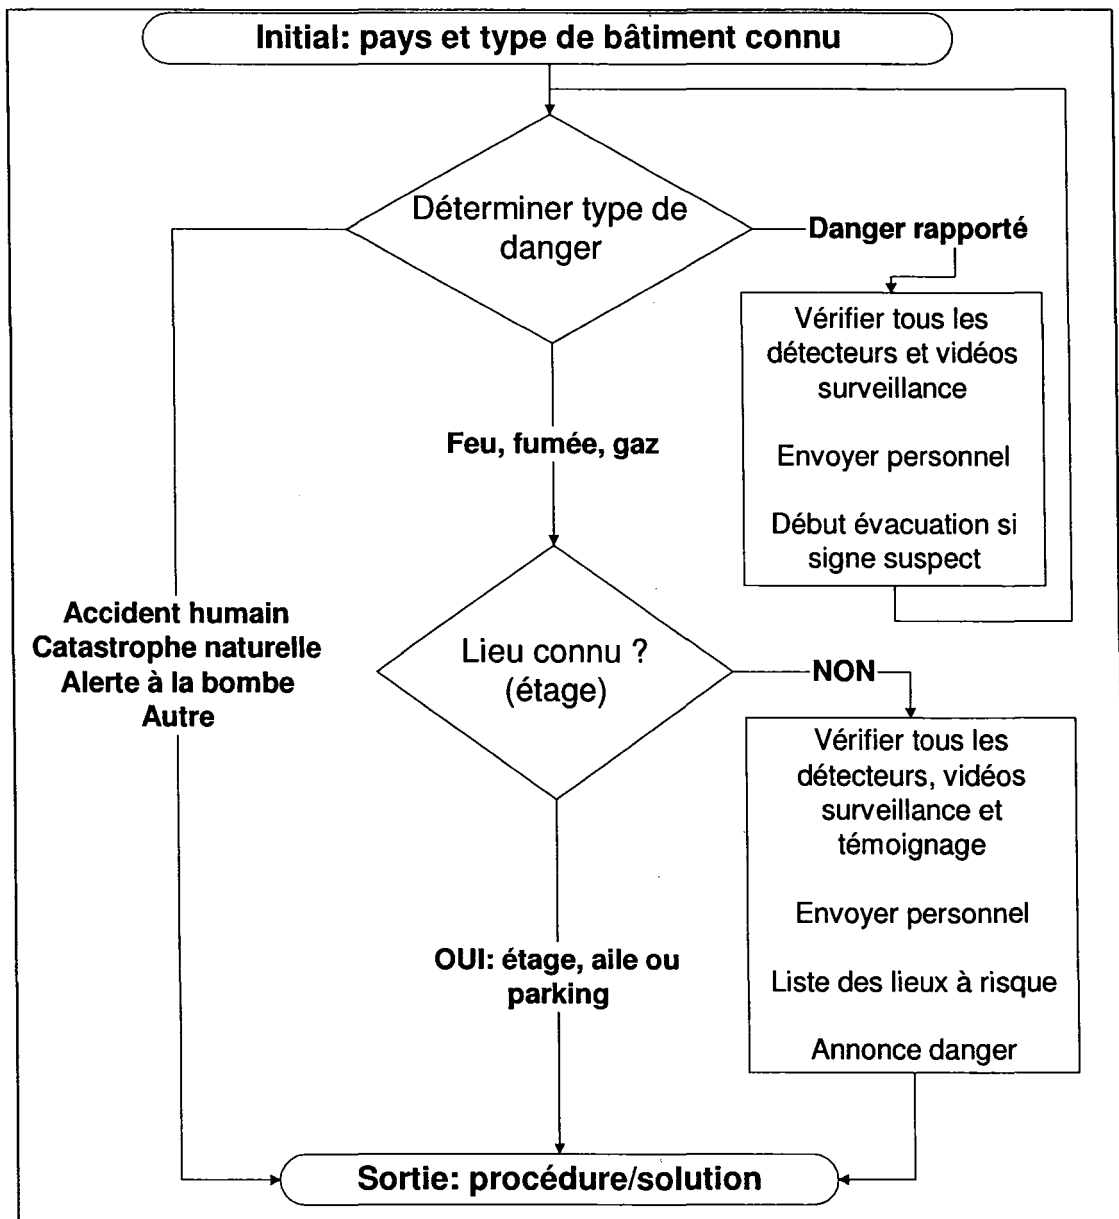 Initial: pays et type de bâtiment connu
Déterminer type de
danger
Danger rapporté
Vérifier tous les
détecteurs et vidéos
surveillance
Envoyer personnel
Début évacuation si
signe suspect
Feu, fumée, gaz
Accident humain
Catastrophe naturelle
Alerte à la bombe
Autre
Lieu connu ?
(étage)
NON
Vérifier tous les
détecteurs, vidéos
surveillance et
témoignage
Envoyer personnel
Liste des lieux à risque
Annonce danger
OUI: étage, aile ou
parking
Sortie: procédure/solution